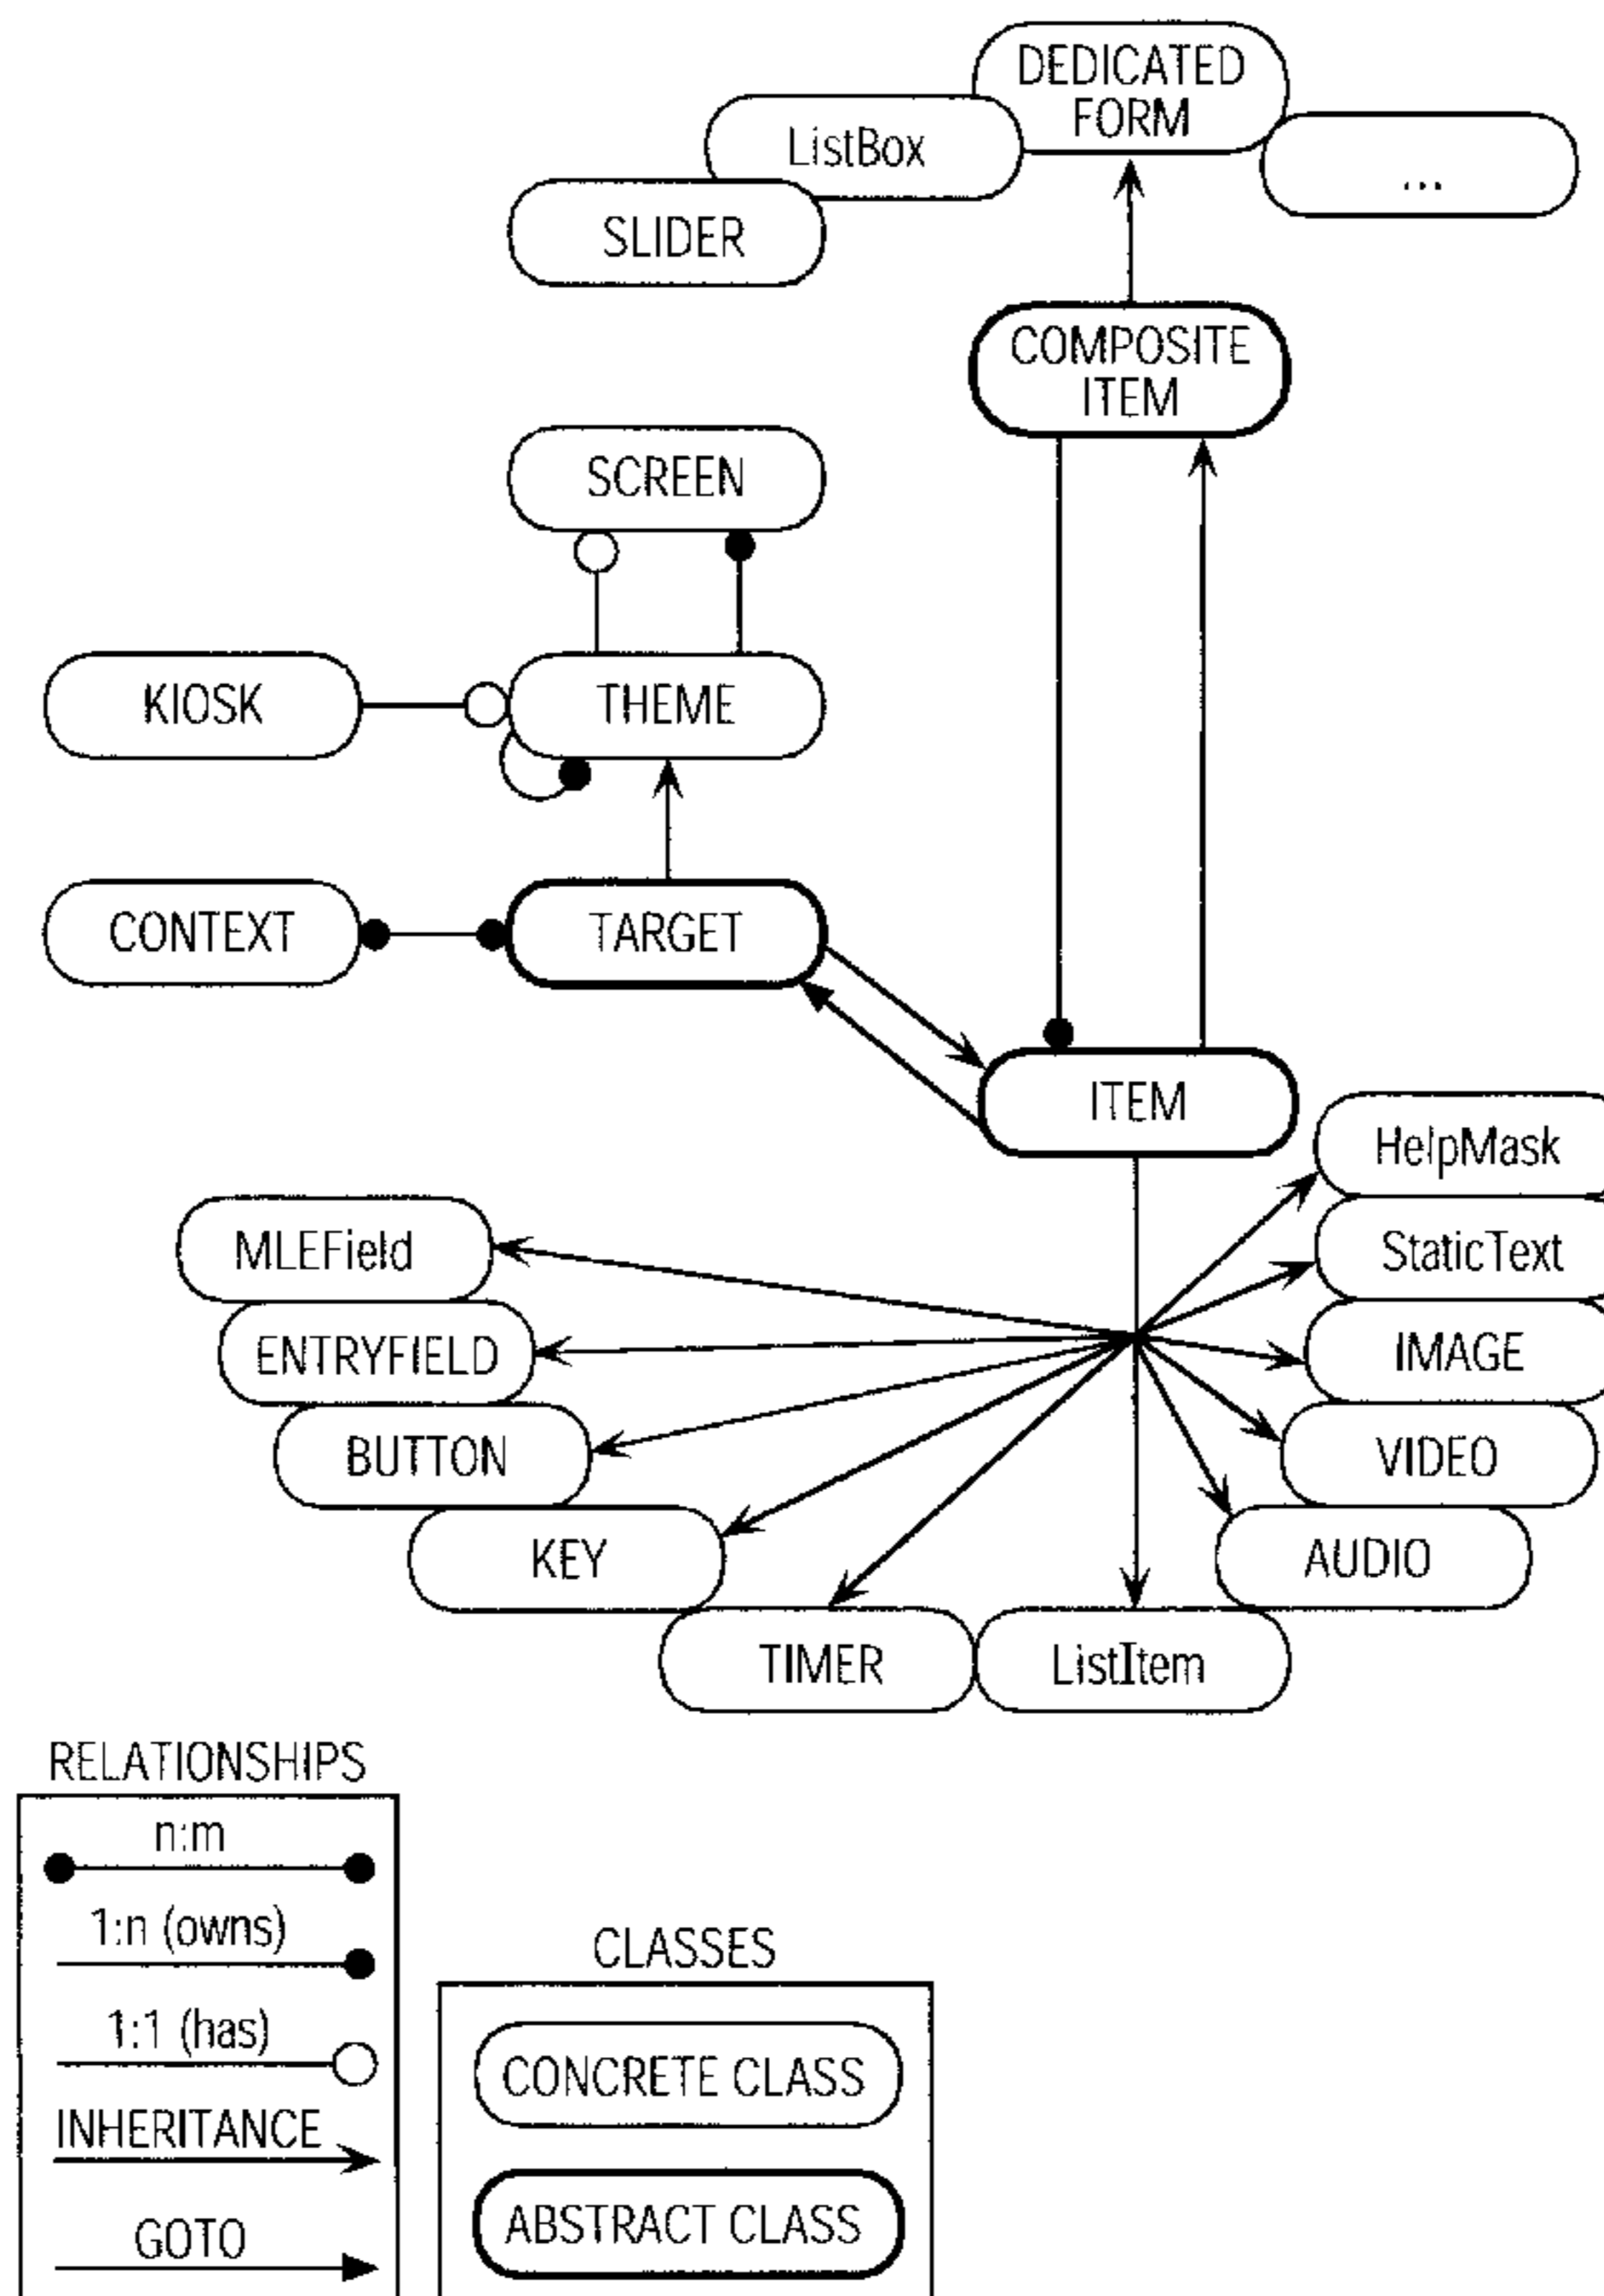 DEDICATED
FORM
ListBox
...
SLIDER
COMPOSITE
ITEM
SCREEN
KIOSK
THEME
CONTEXT
TARGET
ITEM
HelpMask
MLEField
StaticText
ENTRYFIELD
IMAGE
BUTTON
VIDEO
KEY
AUDIO
TIMER
ListItem
RELATIONSHIPS
n:m
1:n (owns)
1:1 (has)
INHERITANCE
GOTO
CLASSES
CONCRETE CLASS
ABSTRACT CLASS